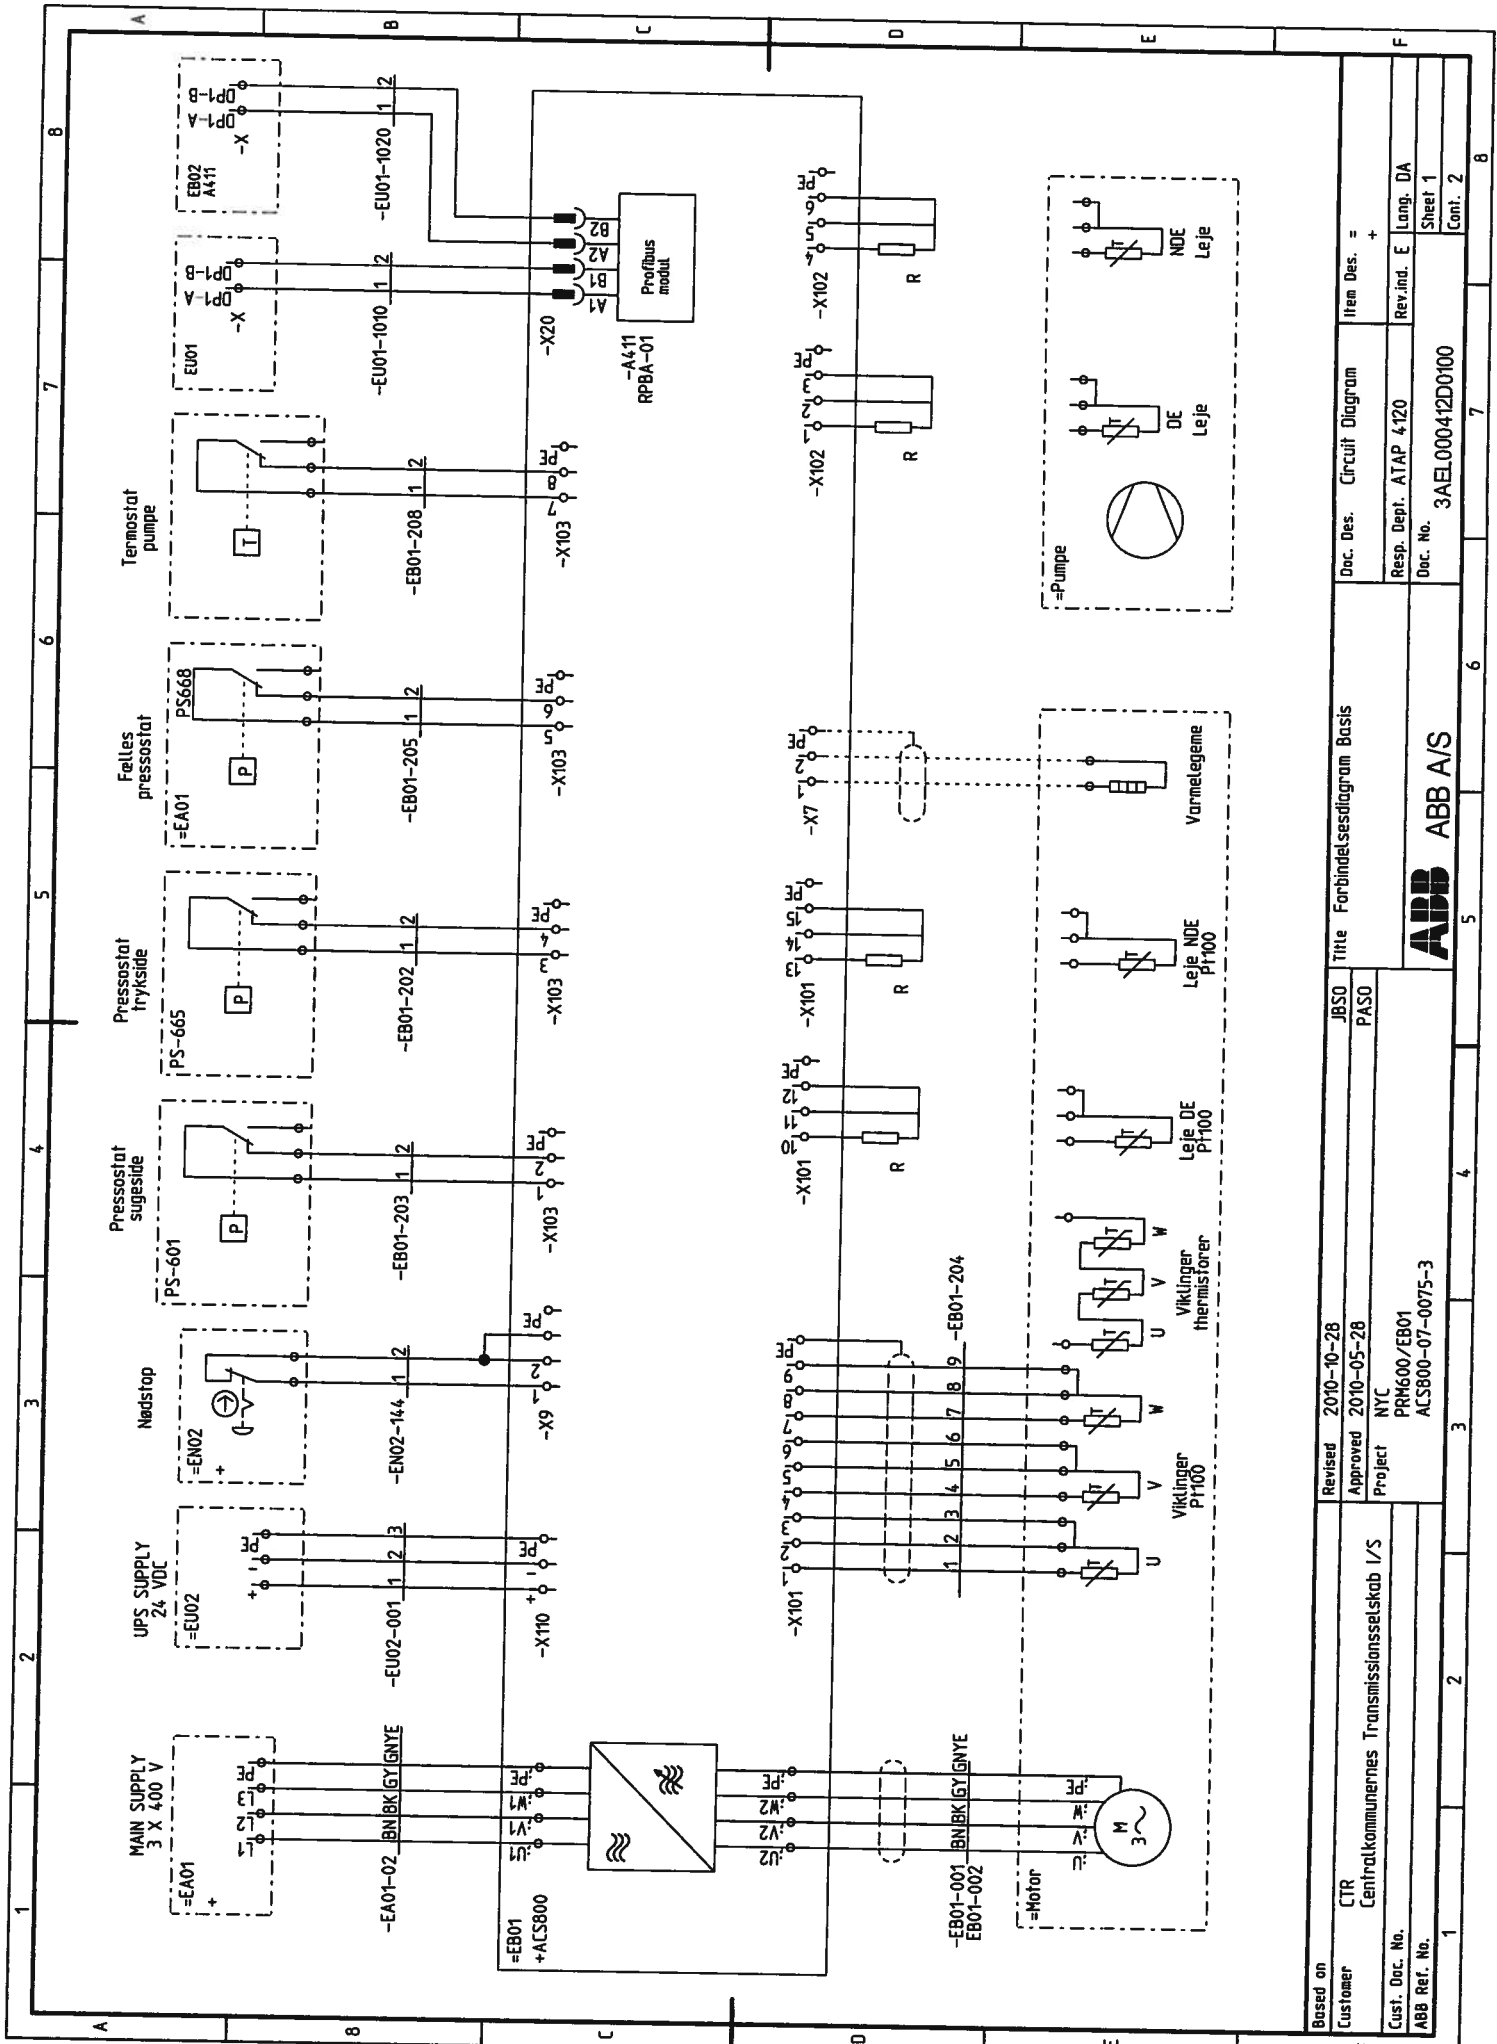 1 2 3 4 5 6 7 8
A
B
C
D
E
F
MAIN SUPPLY
3 X 400 V
=EA01
+
L1 L2 L3 PE
-EA01-02 BN BK GY GNYE
:U1 :V1 :W1 :PE
=EB01
+ACS800
:U2 :V2 :W2 :PE
-EB01-001 BN BK GY GNYE
EB01-002
=Motor
:U :V :W :PE
M
3~
UPS SUPPLY
24 VDC
=EU02
+ - PE
-EU02-001 1 2 3
+ - PE
-X110
Nødstop
=EN02
+
-EN02-144 1 2
1 2 PE
-X9
Pressostat
sugeside
PS-601
P
-EB01-203 1 2
1 2 PE
-X103
Pressostat
trykside
PS-665
P
-EB01-202 1 2
3 4 PE
-X103
Fælles
pressostat
=EA01
PS668
P
-EB01-205 1 2
5 6 PE
-X103
Termostat
pumpe
T
-EB01-208 1 2
7 8 PE
-X103
EU01
-X
DP1-A DP1-B
-EU01-1010 1 2
EB02
A411
-X
DP1-A DP1-B
-EU01-1020 1 2
-X20
A1 B1 A2 B2
-A411
RPBA-01
Profibus
modul
-X101
1 2 3 4 5 6 7 8 9 PE
1 2 3 4 5 6 7 8 9 -EB01-204
T T T
U V W
Viklinger
Pt100
T T T
U V W
Viklinger
thermistorer
-X101
10 11 12 PE
R
T
Leje DE
Pt100
-X101
13 14 15 PE
R
T
Leje NDE
Pt100
-X7
1 2 PE
Varmelegeme
-X102
1 2 3 PE
R
-X102
4 5 6 PE
R
=Pumpe
T
DE
Leje
T
NDE
Leje
Based on
Customer CTR
Centralkommunernes Transmissionsselskab I/S
Cust. Doc. No.
ABB Ref. No.
Revised 2010-10-28 JBSO
Approved 2010-05-28 PASO
Project NYC
PRM600/EB01
ACS800-07-0075-3
Title Forbindelsesdiagram Basis
ABB ABB A/S
Doc. Des. Circuit Diagram
Resp. Dept. ATAP 4120
Doc. No.
3AEL000412D0100
Item Des. =
+
Rev.ind. E Lang. DA
Sheet 1
Cont. 2
1 2 3 4 5 6 7 8
A
B
C
D
E